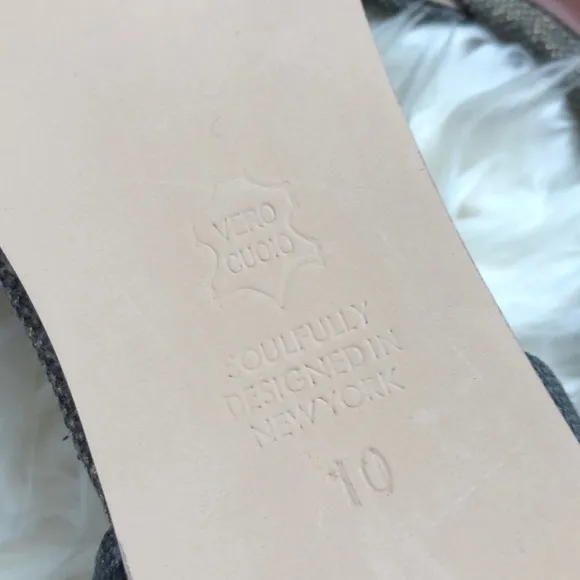 VERO
CUOIO
SOULFULLY
DESIGNED IN
NEW YORK
10